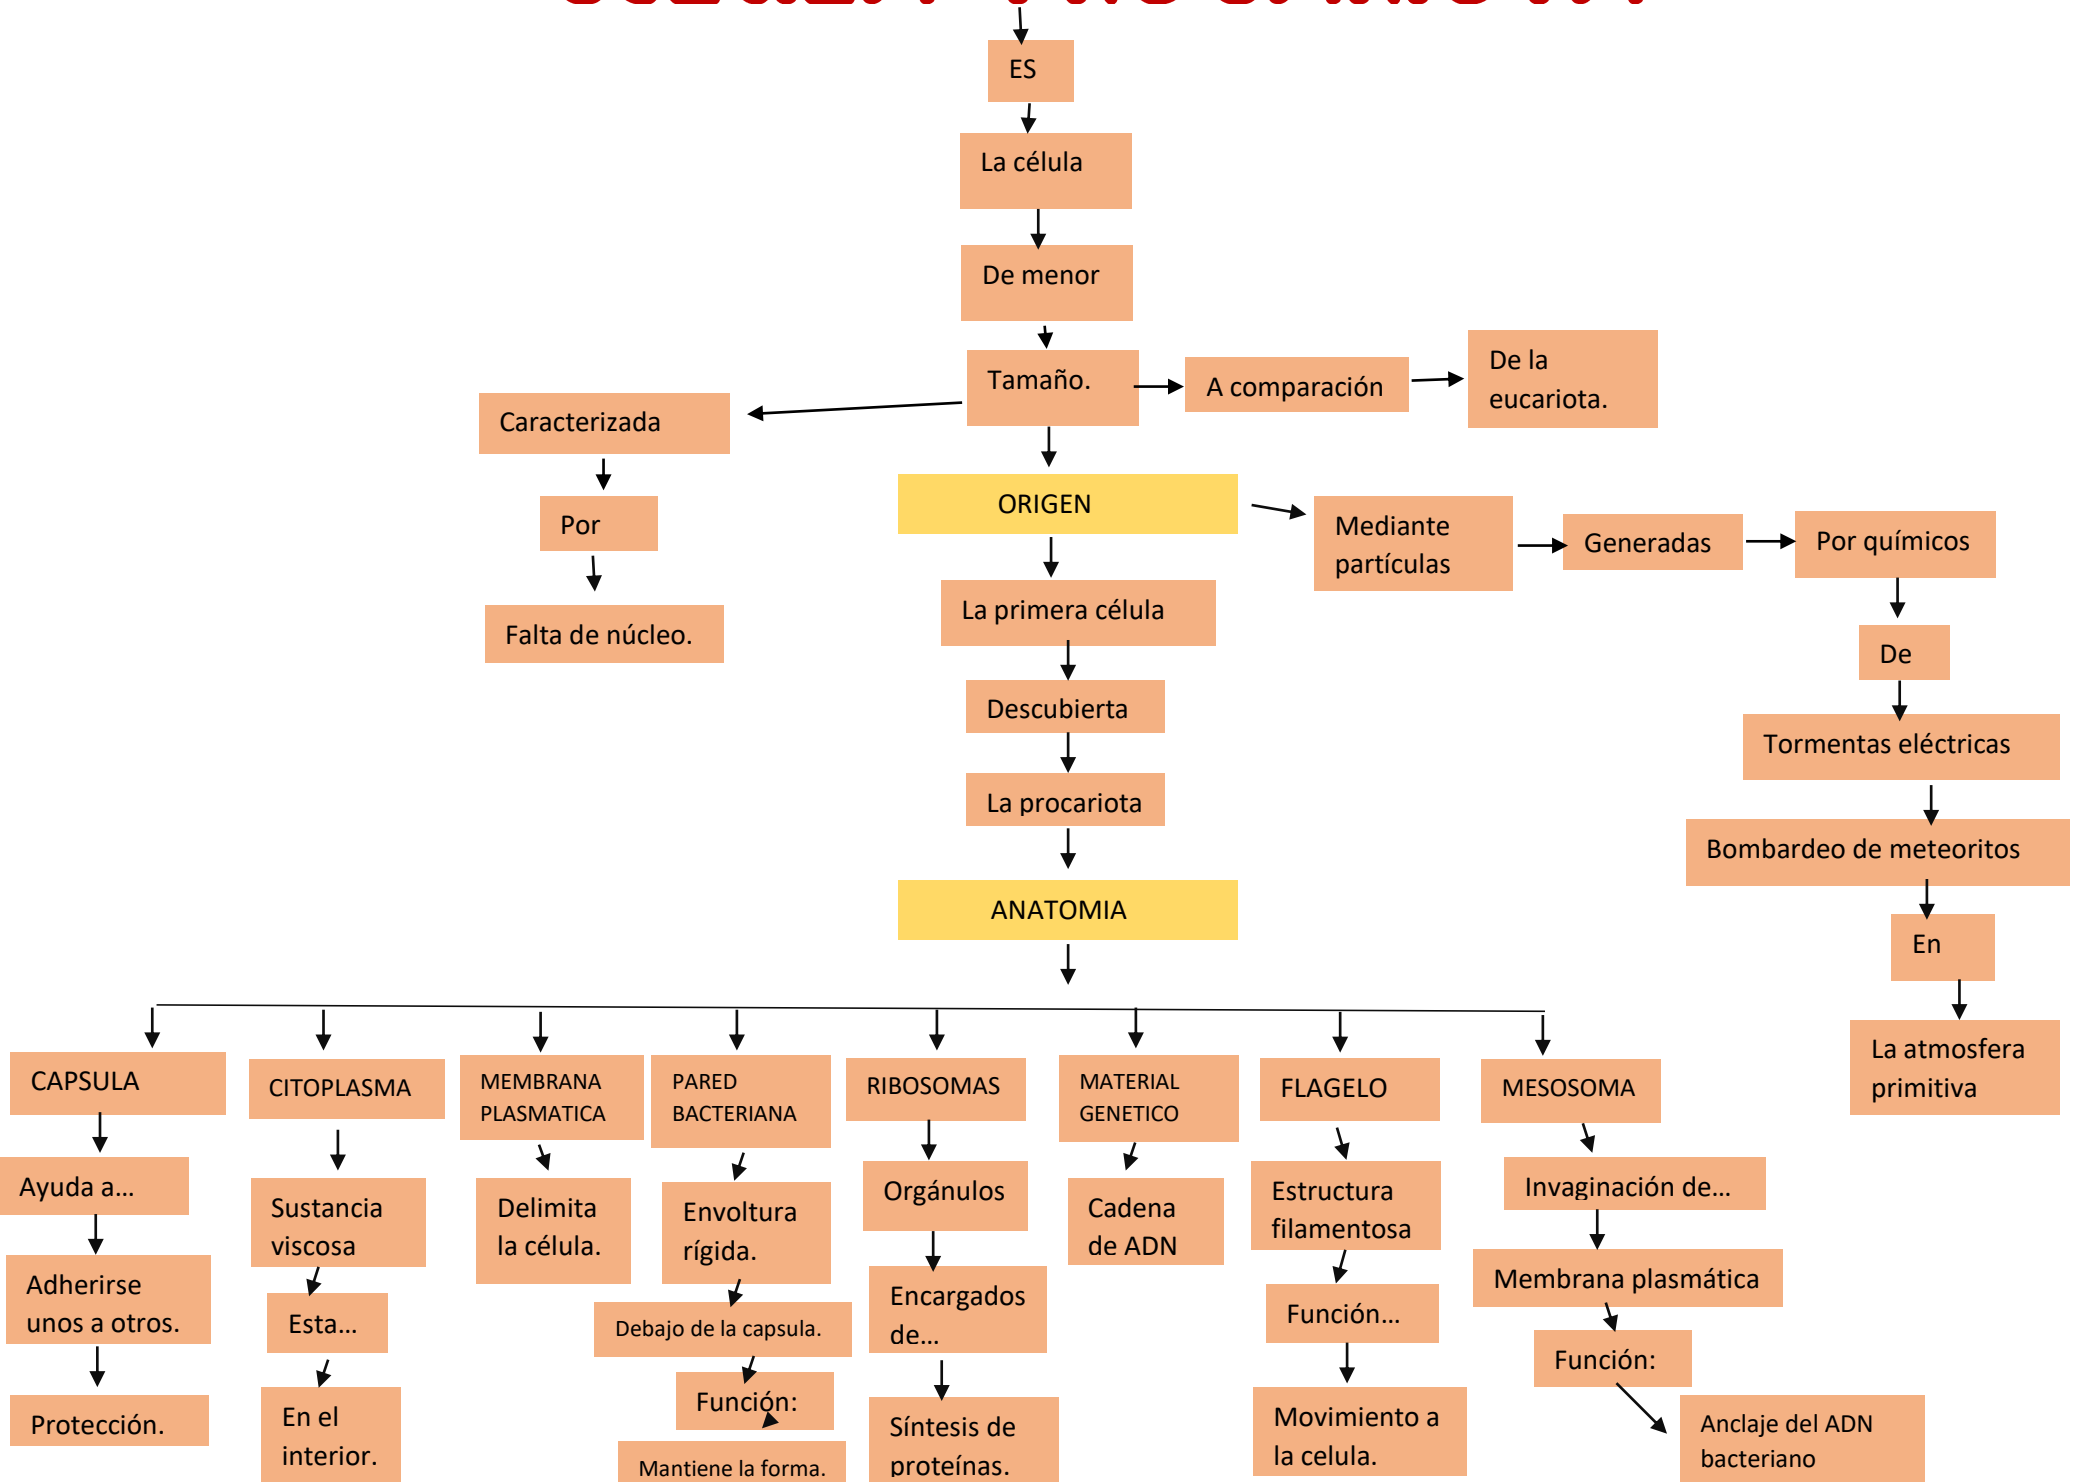 ES
La célula
De menor
Tamaño.
A comparación
De la
eucariota.
Caracterizada
Por
Falta de núcleo.
ORIGEN
Mediante
partículas
Generadas
Por químicos
De
Tormentas eléctricas
Bombardeo de meteoritos
En
La atmosfera
primitiva
La primera célula
Descubierta
La procariota
ANATOMIA
CAPSULA
Ayuda a...
Adherirse
unos a otros.
Protección.
CITOPLASMA
Sustancia
viscosa
Esta...
En el
interior.
MEMBRANA
PLASMATICA
Delimita
la célula.
PARED
BACTERIANA
Envoltura
rígida.
Debajo de la capsula.
Función:
Mantiene la forma.
RIBOSOMAS
Orgánulos
Encargados
de...
Síntesis de
proteínas.
MATERIAL
GENETICO
Cadena
de ADN
FLAGELO
Estructura
filamentosa
Función...
Movimiento a
la celula.
MESOSOMA
Invaginación de...
Membrana plasmática
Función:
Anclaje del ADN
bacteriano